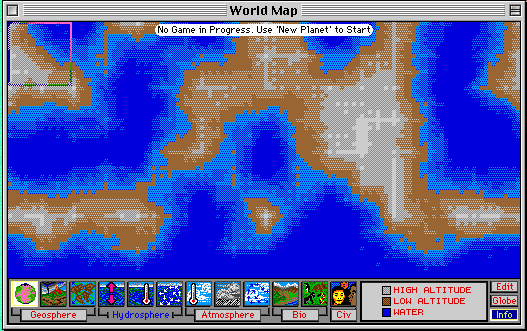 World Map
No Game in Progress. Use 'New Planet' to Start
HIGH ALTITUDE
LOW ALTITUDE
WATER
Edit
Globe
Info
Geosphere
Hydrosphere
Atmosphere
Bio
Civ